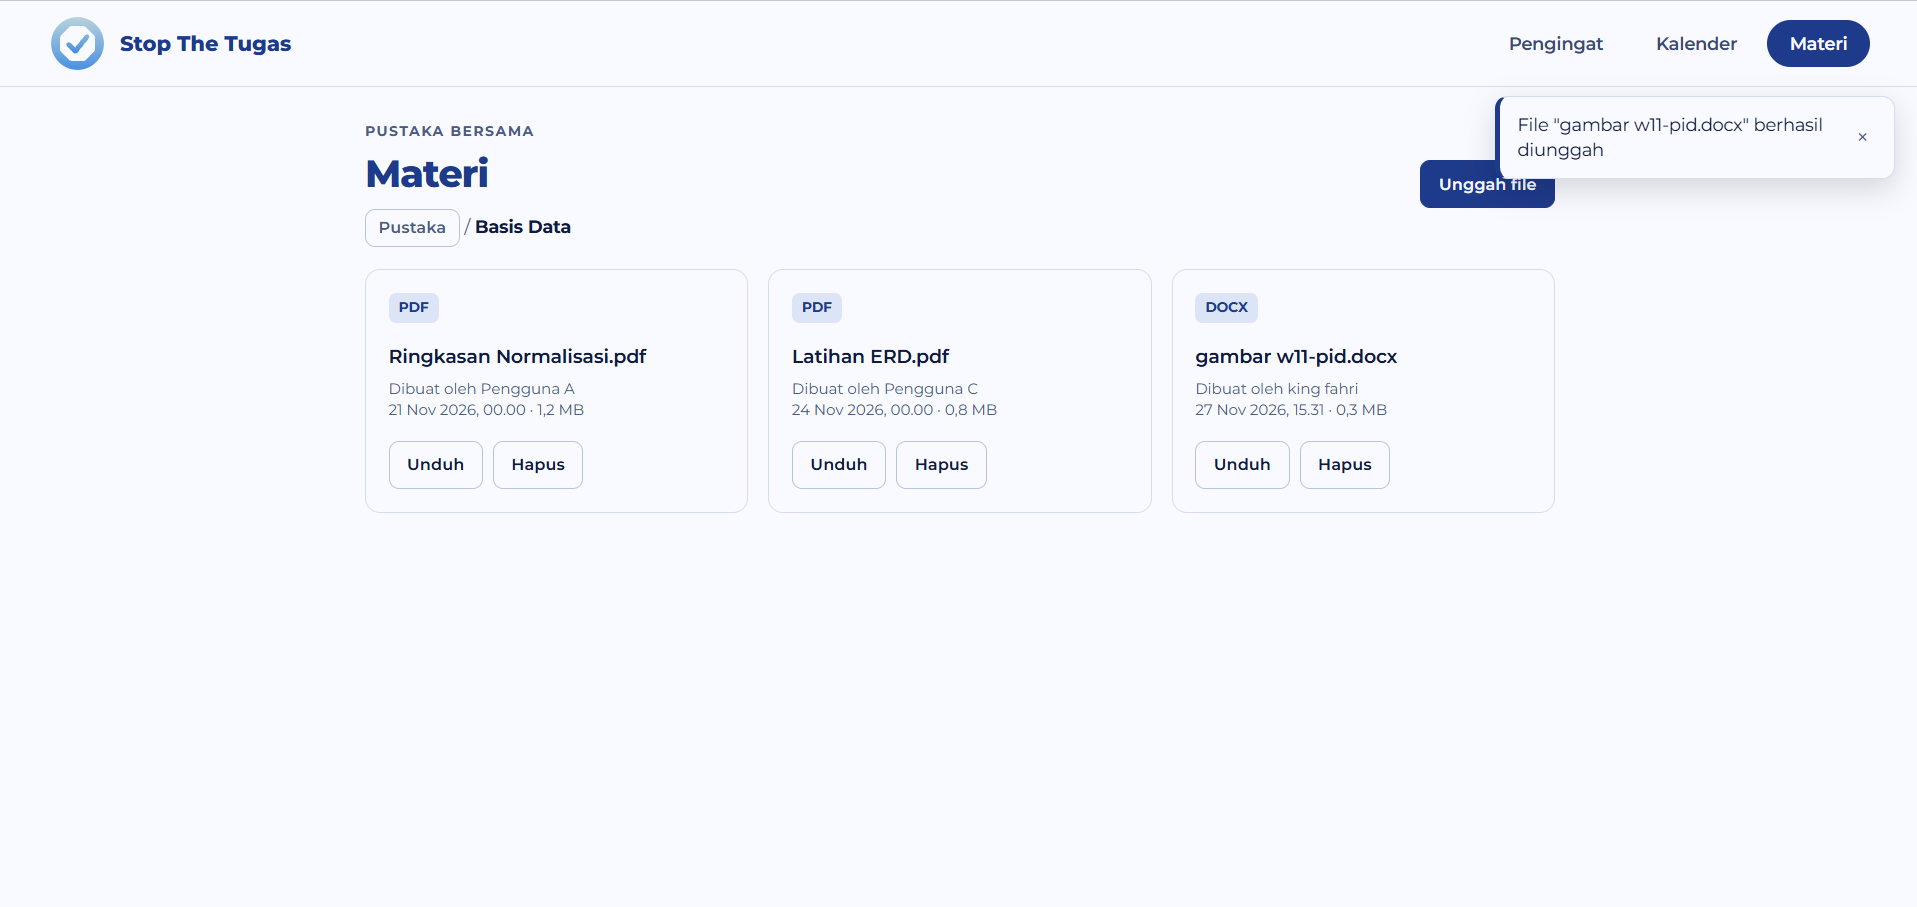 Stop The Tugas
Pengingat
Kalender
Materi
File "gambar w11-pid.docx" berhasil
diunggah
×
PUSTAKA BERSAMA
Materi
Unggah file
Pustaka / Basis Data
PDF
Ringkasan Normalisasi.pdf
Dibuat oleh Pengguna A
21 Nov 2026, 00.00 · 1,2 MB
Unduh
Hapus
PDF
Latihan ERD.pdf
Dibuat oleh Pengguna C
24 Nov 2026, 00.00 · 0,8 MB
Unduh
Hapus
DOCX
gambar w11-pid.docx
Dibuat oleh king fahri
27 Nov 2026, 15.31 · 0,3 MB
Unduh
Hapus